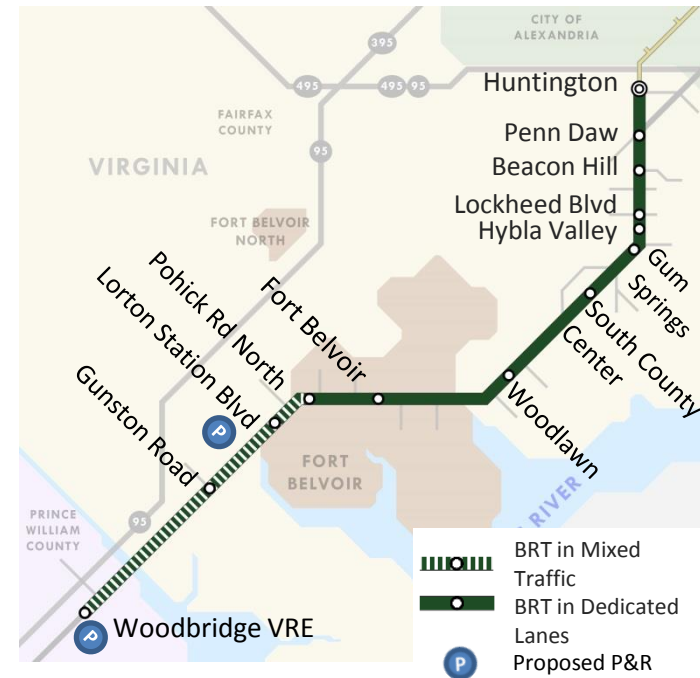 CITY OF
ALEXANDRIA
395
495
495
95
Huntington
FAIRFAX
COUNTY
Penn Daw
95
VIRGINIA
Beacon Hill
Lockheed Blvd
FORT BELVOIR
NORTH
Hybla Valley
Gum
Springs
Pohick Rd North
Fort Belvoir
Lorton Station Blvd
South County
Center
Gunston Road
Woodlawn
P
FORT
BELVOIR
RIVER
PRINCE
WILLIAM
COUNTY
95
Woodbridge VRE
P
BRT in Mixed
Traffic
BRT in Dedicated
Lanes
P Proposed P&R